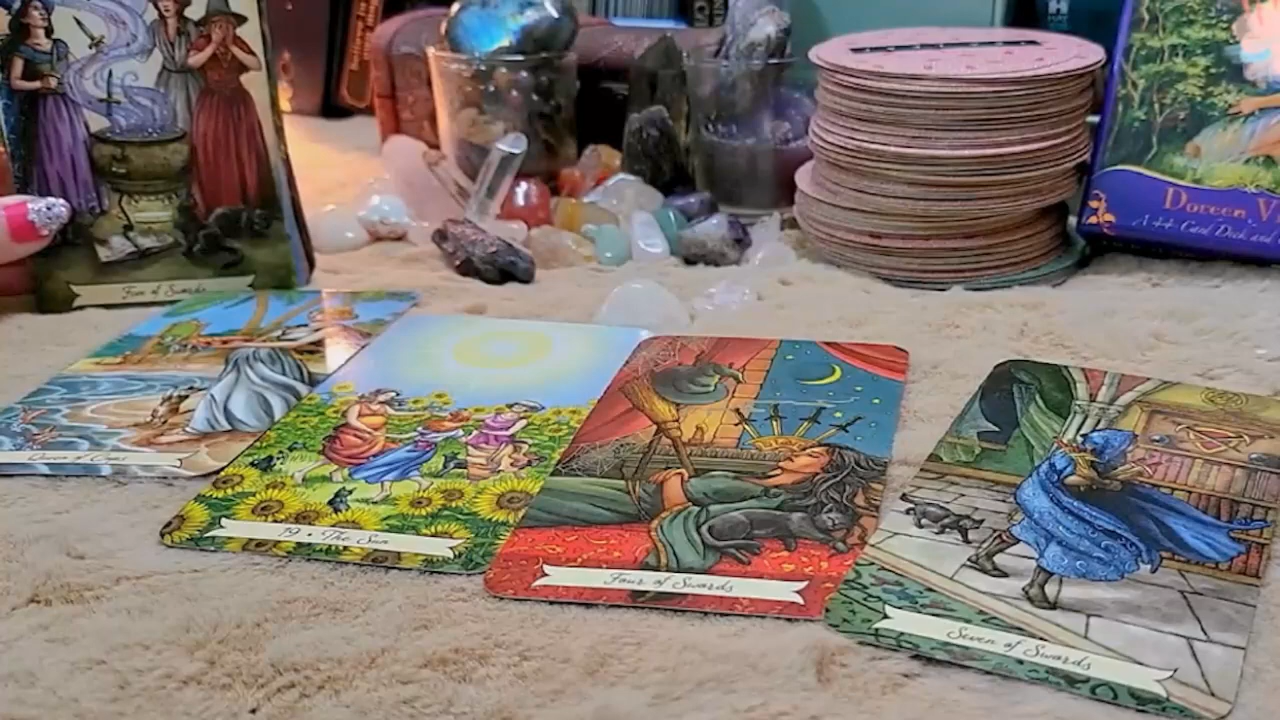 Doreen V
A 44 Card Deck and
of Swords
Queen of Cups
19 • The Sun
Four of Swords
Seven of Swords